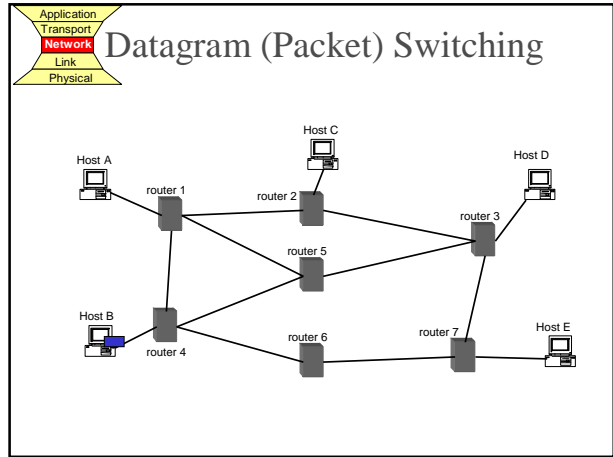 Application
Transport
Network
Link
Physical
Datagram (Packet) Switching
Host C
Host A
Host D
router 1
router 2
router 3
router 5
Host B
router 4
router 6
router 7
Host E